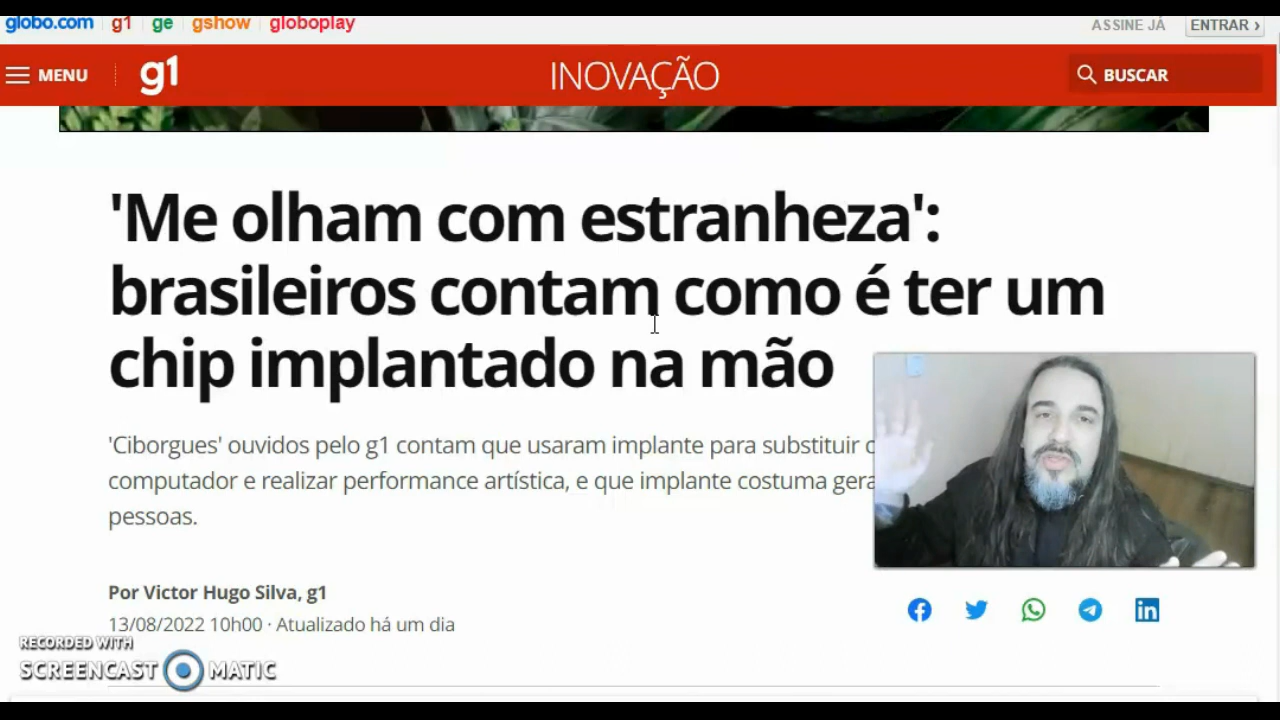 globo.com g1 ge gshow globoplay ASSINE JÁ ENTRAR ›
MENU g1 INOVAÇÃO BUSCAR
'Me olham com estranheza':
brasileiros contam como é ter um
chip implantado na mão
'Ciborgues' ouvidos pelo g1 contam que usaram implante para substituir
computador e realizar performance artística, e que implante costuma
pessoas.
Por Victor Hugo Silva, g1
13/08/2022 10h00 · Atualizado há um dia
RECORDED WITH
SCREENCAST MATIC